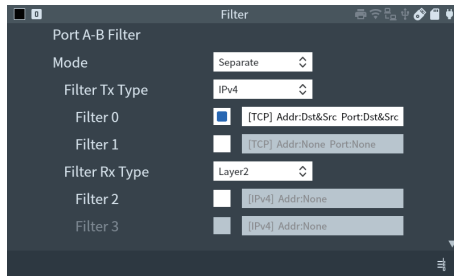 0 Filter
Port A-B Filter
Mode Separate
Filter Tx Type IPv4
Filter 0 [TCP] Addr:Dst&Src Port:Dst&Src
Filter 1 [TCP] Addr:None Port:None
Filter Rx Type Layer2
Filter 2 [IPv4] Addr:None
Filter 3 [IPv4] Addr:None